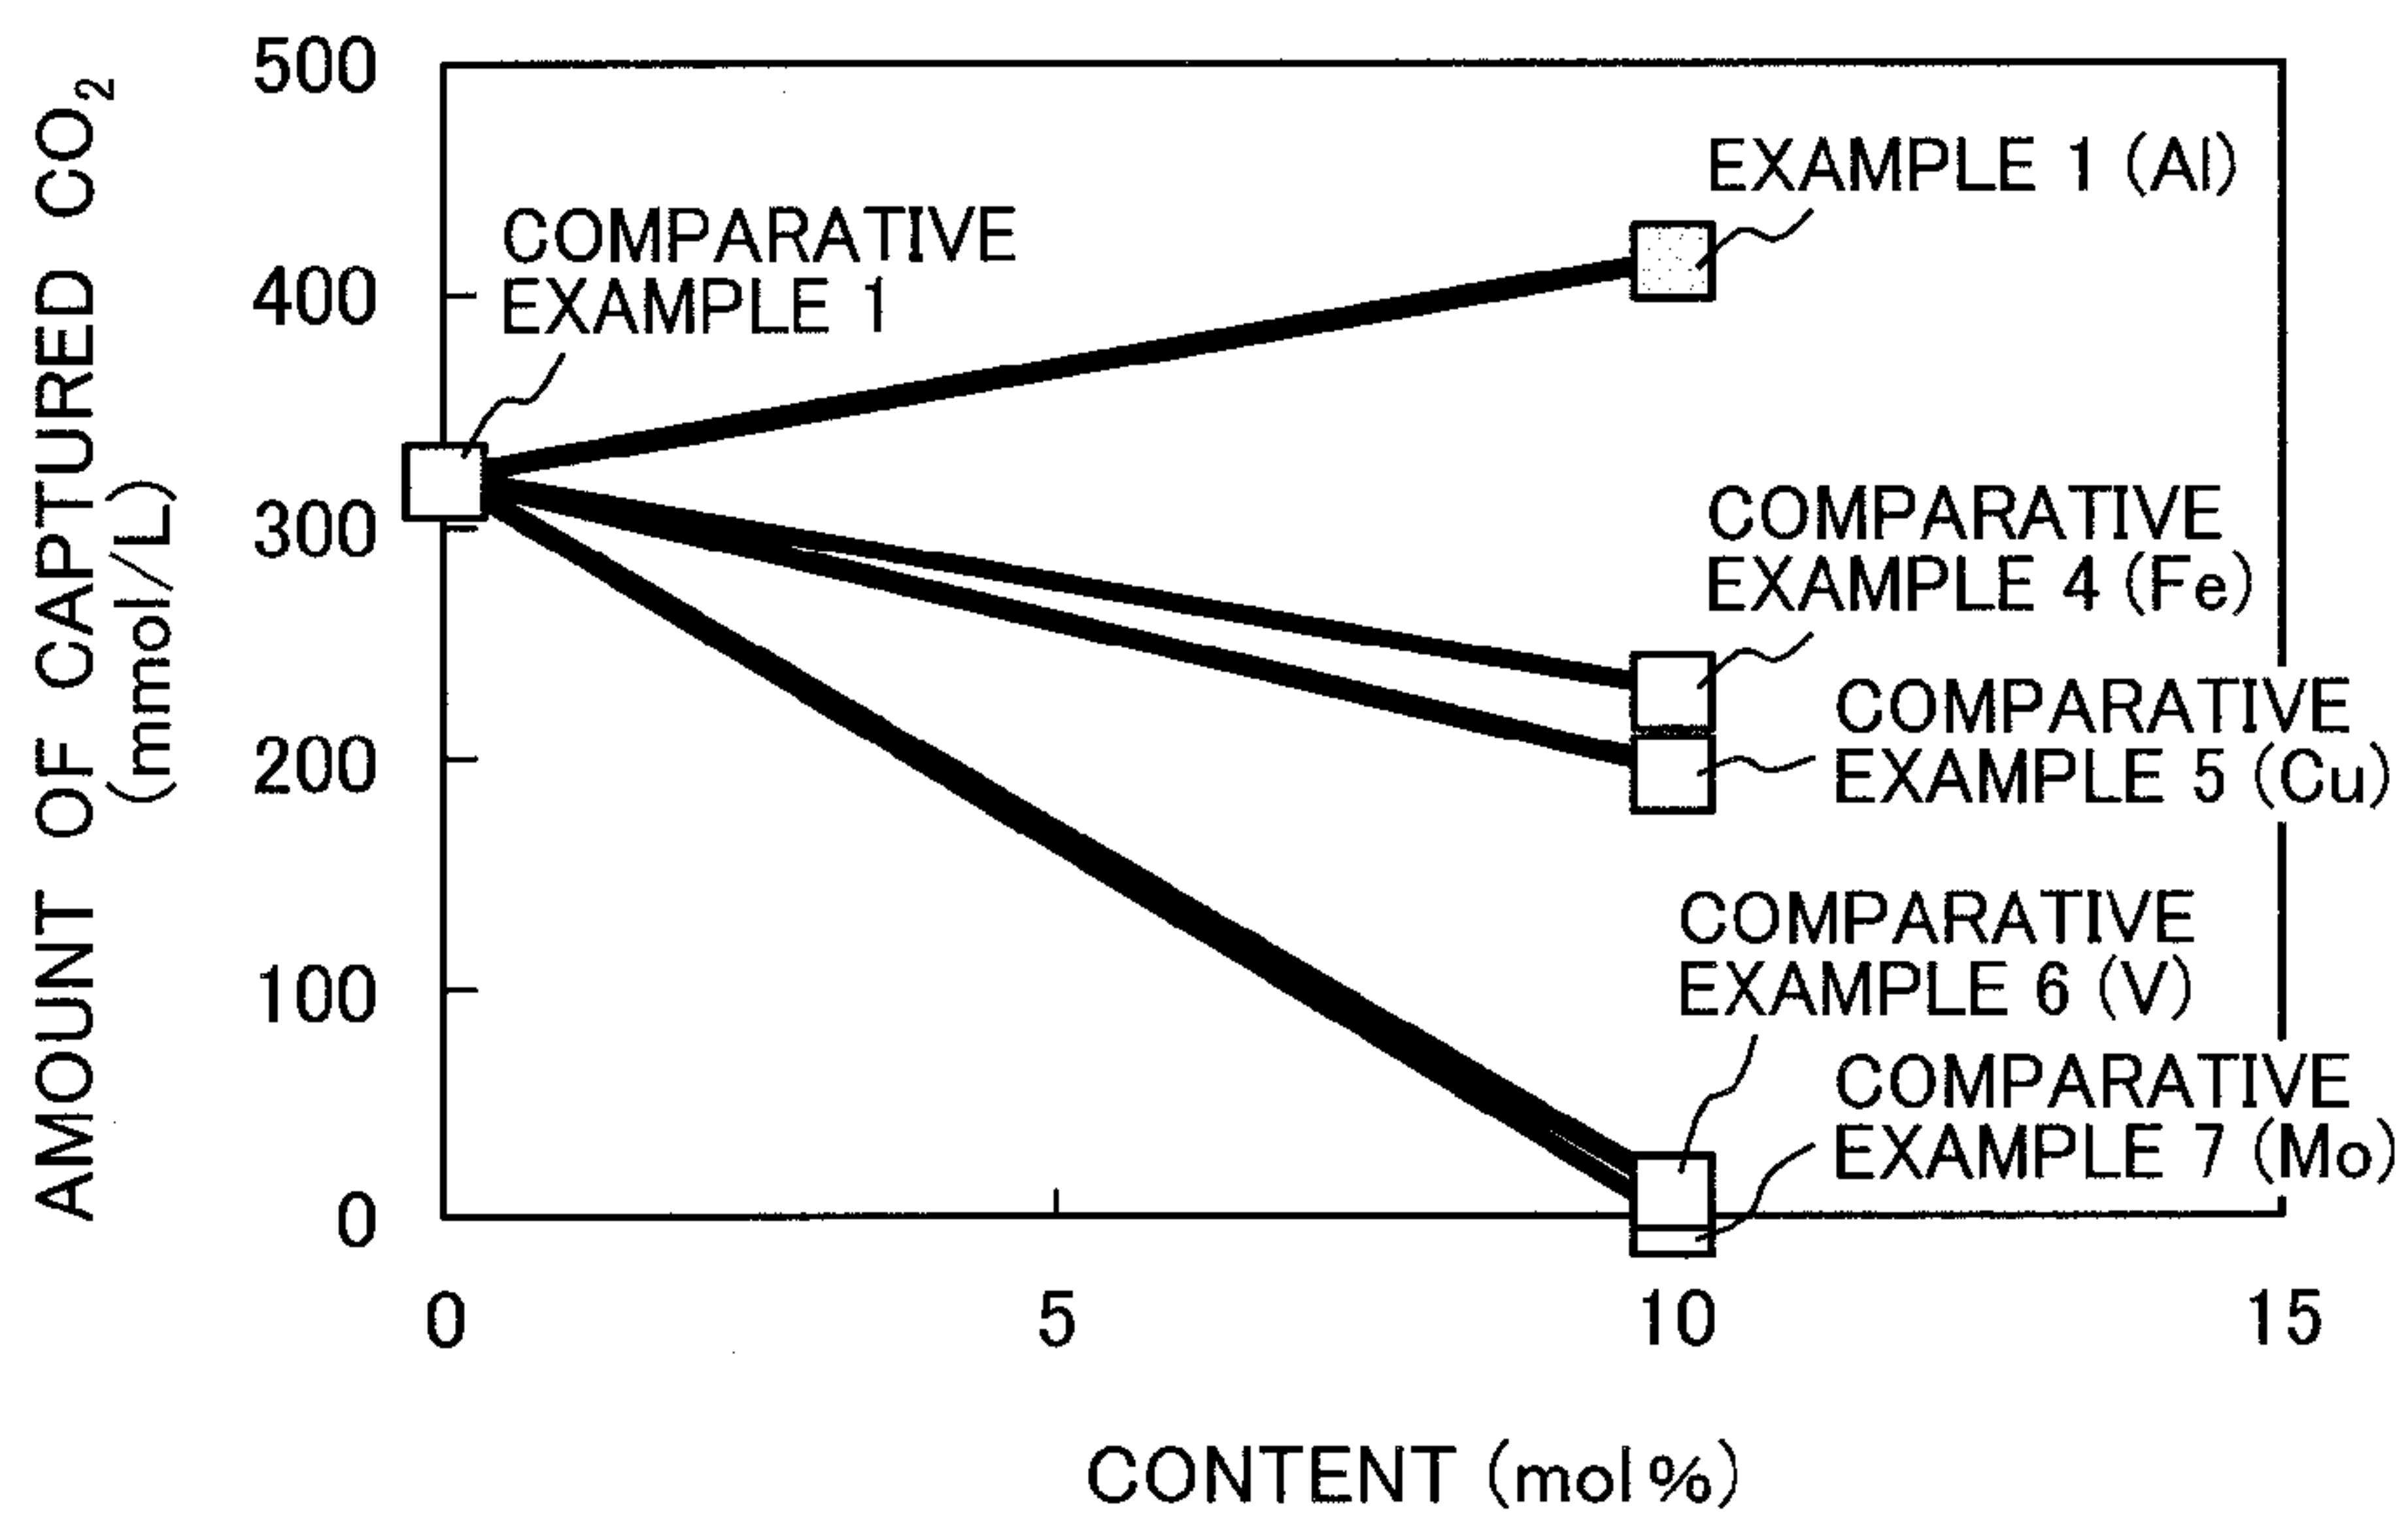 AMOUNT OF CAPTURED CO₂
(mmol/L)
500
400
300
200
100
0
COMPARATIVE
EXAMPLE 1
EXAMPLE 1 (Al)
COMPARATIVE
EXAMPLE 4 (Fe)
COMPARATIVE
EXAMPLE 5 (Cu)
COMPARATIVE
EXAMPLE 6 (V)
COMPARATIVE
EXAMPLE 7 (Mo)
0 5 10 15
CONTENT (mol%)